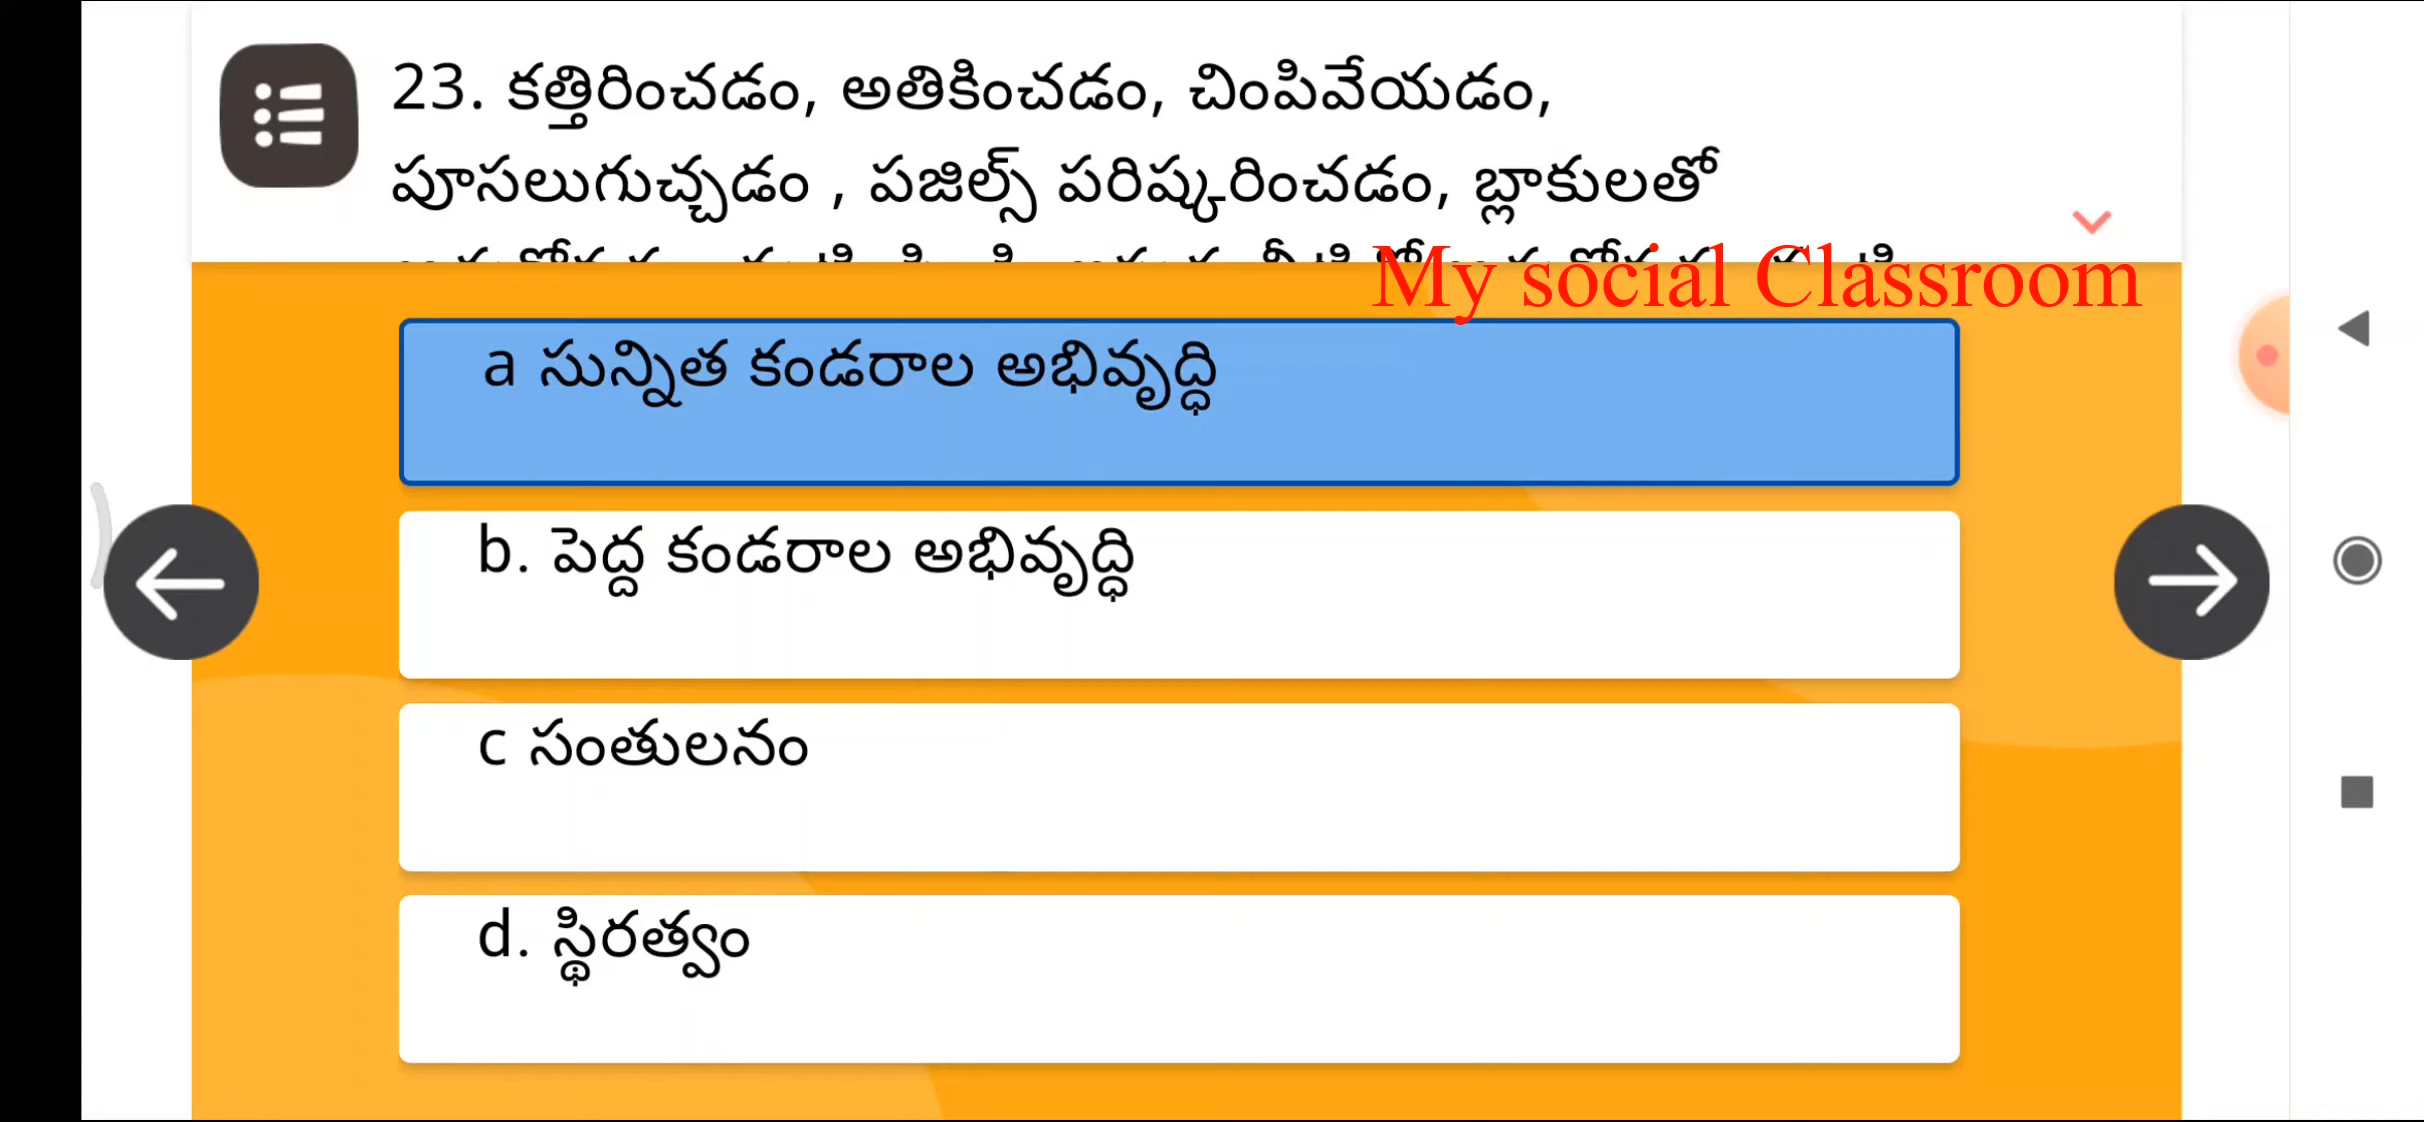 23. కత్తిరించడం, అతికించడం, చింపివేయడం,
పూసలుగుచ్చడం , పజిల్స్ పరిష్కరించడం, బ్లాకులతో
My social Classroom
a సున్నిత కండరాల అభివృద్ధి
b. పెద్ద కండరాల అభివృద్ధి
c సంతులనం
d. స్థిరత్వం